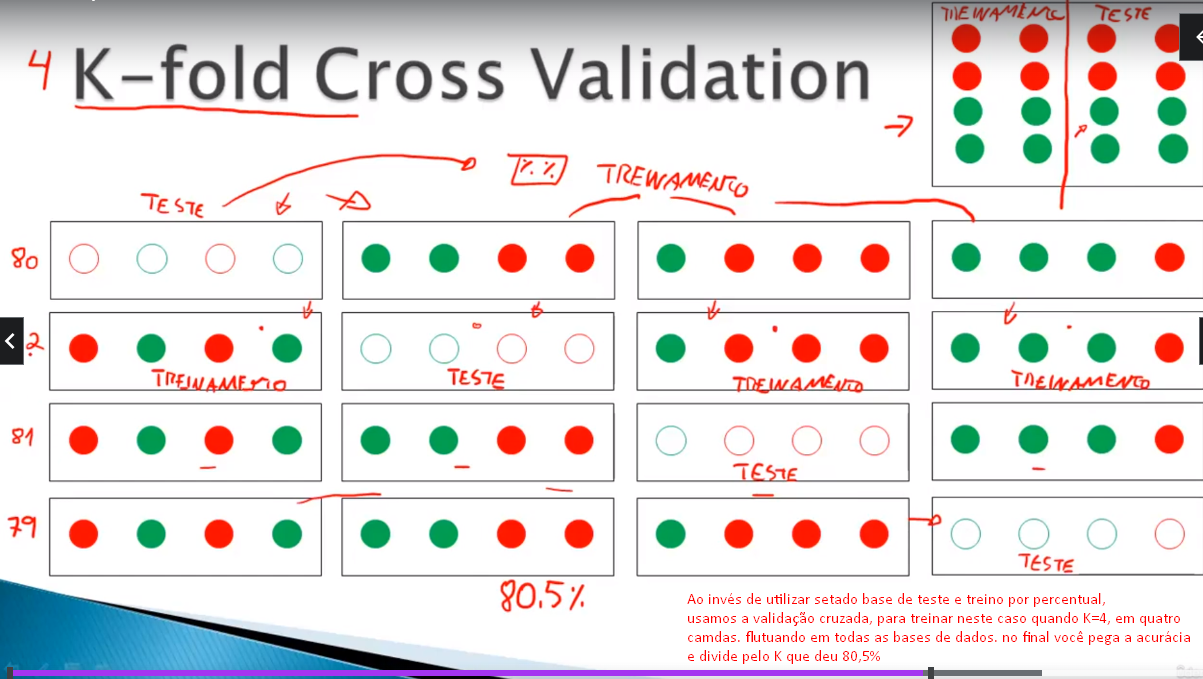 TREINAMENTO TESTE
4 K-fold Cross Validation
%.% TREINAMENTO
TESTE
80
TREINAMENTO TESTE TREINAMENTO TREINAMENTO
81
TESTE
79
TESTE
80.5%
Ao invés de utilizar setado base de teste e treino por percentual,
usamos a validação cruzada, para treinar neste caso quando K=4, em quatro
camdas. flutuando em todas as bases de dados. no final você pega a acurácia
e divide pelo K que deu 80,5%